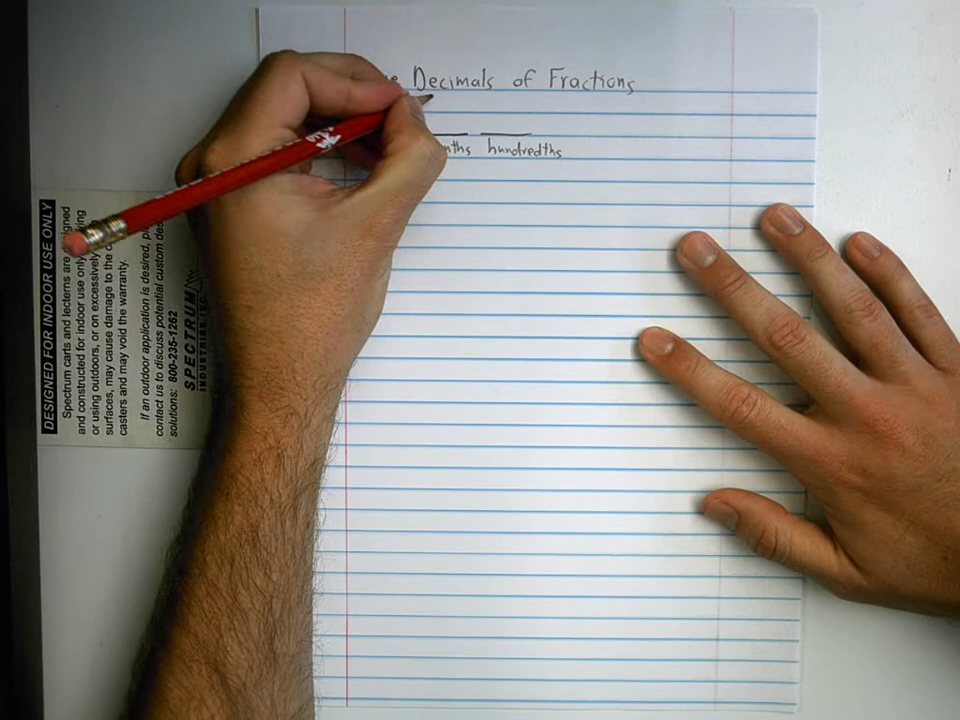 Decimals of Fractions
hundredths
DESIGNED FOR INDOOR USE ONLY
Spectrum carts and lecterns are
and constructed for indoor use only
or using outdoors, or on excessively
surfaces, may cause damage to the
casters and may void the warranty.
If an outdoor application is desired,
contact us to discuss potential custom
solutions: 800-235-1262
SPECTRUM
INDUSTRIES, INC.